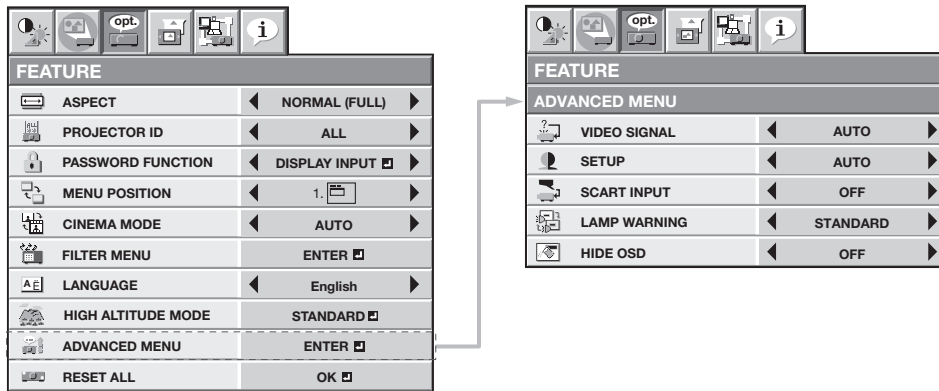 opt.
i
FEATURE
ASPECT NORMAL (FULL)
PROJECTOR ID ALL
PASSWORD FUNCTION DISPLAY INPUT
MENU POSITION 1.
CINEMA MODE AUTO
FILTER MENU ENTER
LANGUAGE English
HIGH ALTITUDE MODE STANDARD
ADVANCED MENU ENTER
RESET ALL OK
opt.
i
FEATURE
ADVANCED MENU
VIDEO SIGNAL AUTO
SETUP AUTO
SCART INPUT OFF
LAMP WARNING STANDARD
HIDE OSD OFF